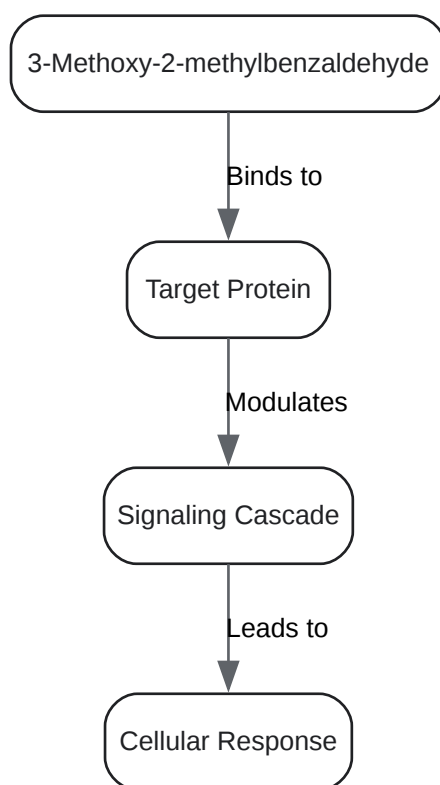 3-Methoxy-2-methylbenzaldehyde
Binds to
Target Protein
Modulates
Signaling Cascade
Leads to
Cellular Response